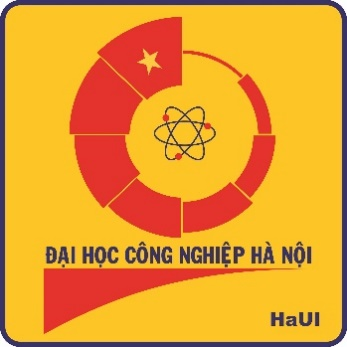 ĐẠI HỌC CÔNG NGHIỆP HÀ NỘI
HaUI